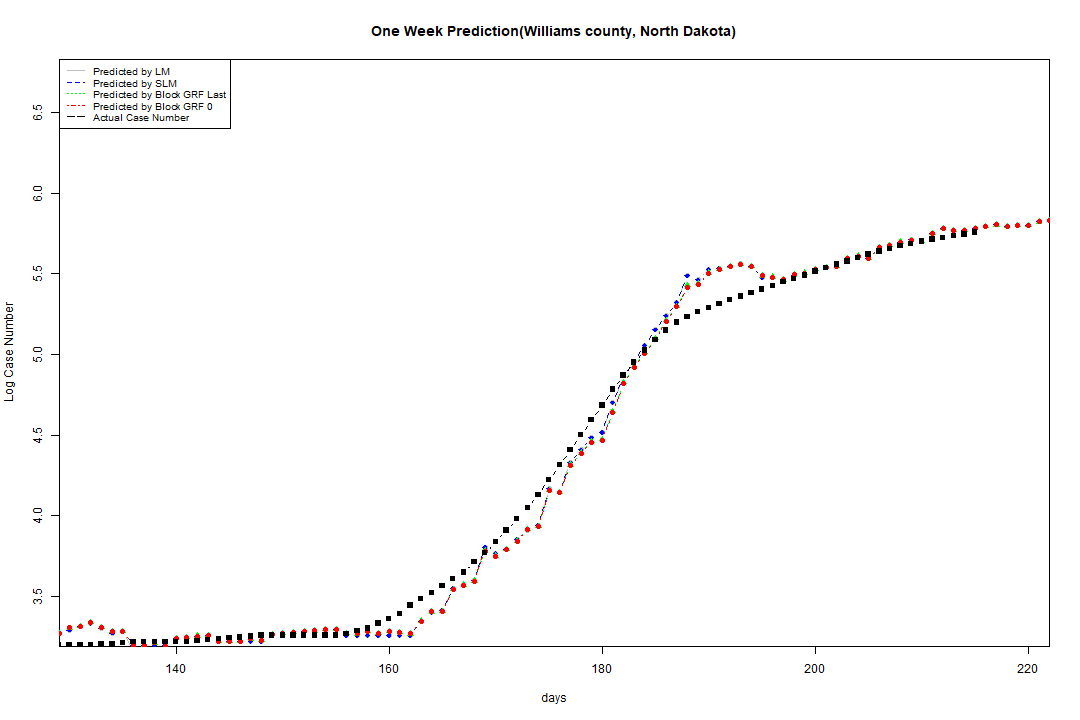 One Week Prediction(Williams county, North Dakota)
Predicted by LM
Predicted by SLM
Predicted by Block GRF Last
Predicted by Block GRF 0
Actual Case Number
6.5
6.0
5.5
5.0
4.5
4.0
3.5
Log Case Number
140 160 180 200 220
days